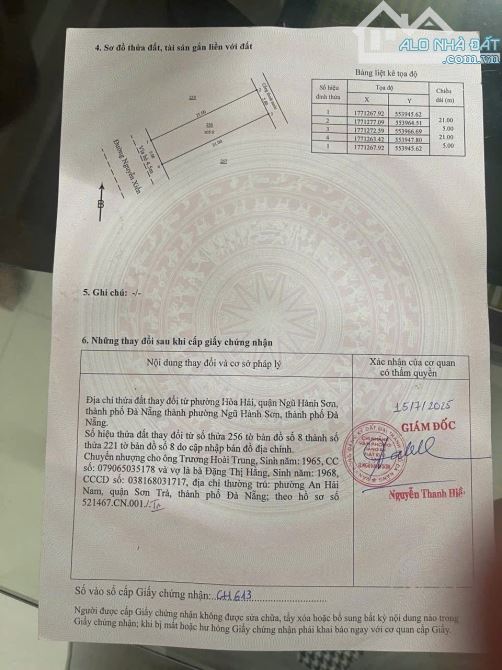 ALO NHÀ ĐẤT
4. Sơ đồ thửa đất, tài sản gắn liền với đất
Bảng liệt kê tọa độ
Số hiệu đỉnh thửa Tọa độ Chiều dài (m)
X Y
1 1771267.92 553945.62
21.00
2 1771277.09 553964.51
5.00
3 1771272.59 553966.69
21.00
4 1771263.42 553947.80
5.00
1 1771267.92 553945.62
21.00
Vỉa hè 4.5m
Đường Nguyễn Xiển
B
5. Ghi chú: -/-
6. Những thay đổi sau khi cấp giấy chứng nhận
Nội dung thay đổi và cơ sở pháp lý
Xác nhận của cơ quan
có thẩm quyền
Địa chỉ thửa đất thay đổi từ phường Hòa Hải, quận Ngũ Hành Sơn,
thành phố Đà Nẵng thành phường Ngũ Hành Sơn, thành phố Đà
Nẵng.
Số hiệu thửa đất thay đổi từ số thửa 256 tờ bản đồ số 8 thành số
thửa 221 tờ bản đồ số 8 do cập nhập bản đồ địa chính.
Chuyển nhượng cho ông Trương Hoài Trung, Sinh năm: 1965, CC
số: 079065035178 và vợ là bà Đặng Thị Hằng, Sinh năm: 1968,
CCCD số: 038168031717, địa chỉ thường trú: phường An Hải
Nam, quận Sơn Trà, thành phố Đà Nẵng; theo hồ sơ số
521467.CN.001./.
15/7/2025
GIÁM ĐỐC
Nguyễn Thanh Hiề
Số vào sổ cấp Giấy chứng nhận: CH 613
Người được cấp Giấy chứng nhận không được sửa chữa, tẩy xóa hoặc bổ sung bất kỳ nội dung nào trong
Giấy chứng nhận; khi bị mất hoặc hư hỏng Giấy chứng nhận phải khai báo ngay với cơ quan cấp Giấy.